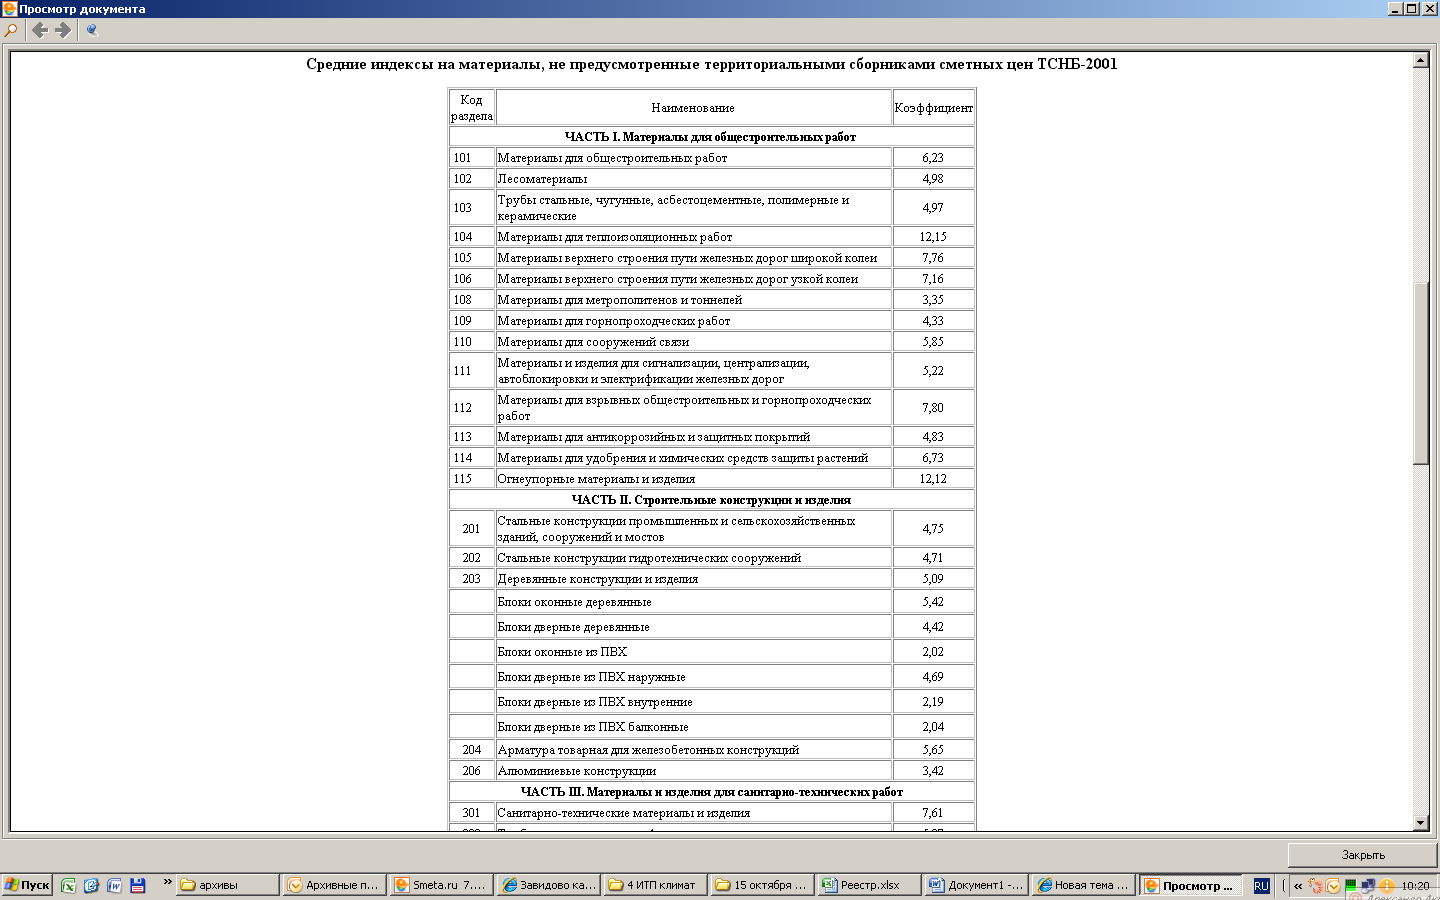 Просмотр документа
Средние индексы на материалы, не предусмотренные территориальными сборниками сметных цен ТСНБ-2001
Код раздела Наименование Коэффициент
ЧАСТЬ I. Материалы для общестроительных работ
101 Материалы для общестроительных работ 6,23
102 Лесоматериалы 4,98
103 Трубы стальные, чугунные, асбестоцементные, полимерные и
керамические 4,97
104 Материалы для теплоизоляционных работ 12,15
105 Материалы верхнего строения пути железных дорог широкой колеи 7,76
106 Материалы верхнего строения пути железных дорог узкой колеи 7,16
108 Материалы для метрополитенов и тоннелей 3,35
109 Материалы для горнопроходческих работ 4,33
110 Материалы для сооружений связи 5,85
111 Материалы и изделия для сигнализации, централизации,
автоблокировки и электрификации железных дорог 5,22
112 Материалы для взрывных общестроительных и горнопроходческих
работ 7,80
113 Материалы для антикоррозийных и защитных покрытий 4,83
114 Материалы для удобрения и химических средств защиты растений 6,73
115 Огнеупорные материалы и изделия 12,12
ЧАСТЬ II. Строительные конструкции и изделия
201 Стальные конструкции промышленных и сельскохозяйственных
зданий, сооружений и мостов 4,75
202 Стальные конструкции гидротехнических сооружений 4,71
203 Деревянные конструкции и изделия 5,09
Блоки оконные деревянные 5,42
Блоки дверные деревянные 4,42
Блоки оконные из ПВХ 2,02
Блоки дверные из ПВХ наружные 4,69
Блоки дверные из ПВХ внутренние 2,19
Блоки дверные из ПВХ балконные 2,04
204 Арматура товарная для железобетонных конструкций 5,65
206 Алюминиевые конструкции 3,42
ЧАСТЬ III. Материалы и изделия для санитарно-технических работ
301 Санитарно-технические материалы и изделия 7,61
Закрыть
Пуск » архивы Архивные п... Smeta.ru 7.... Завидово ка... 4 ИТП климат 15 октября ... Реестр.xlsx Документ1 -... Новая тема ... Просмотр ... RU « 10:20